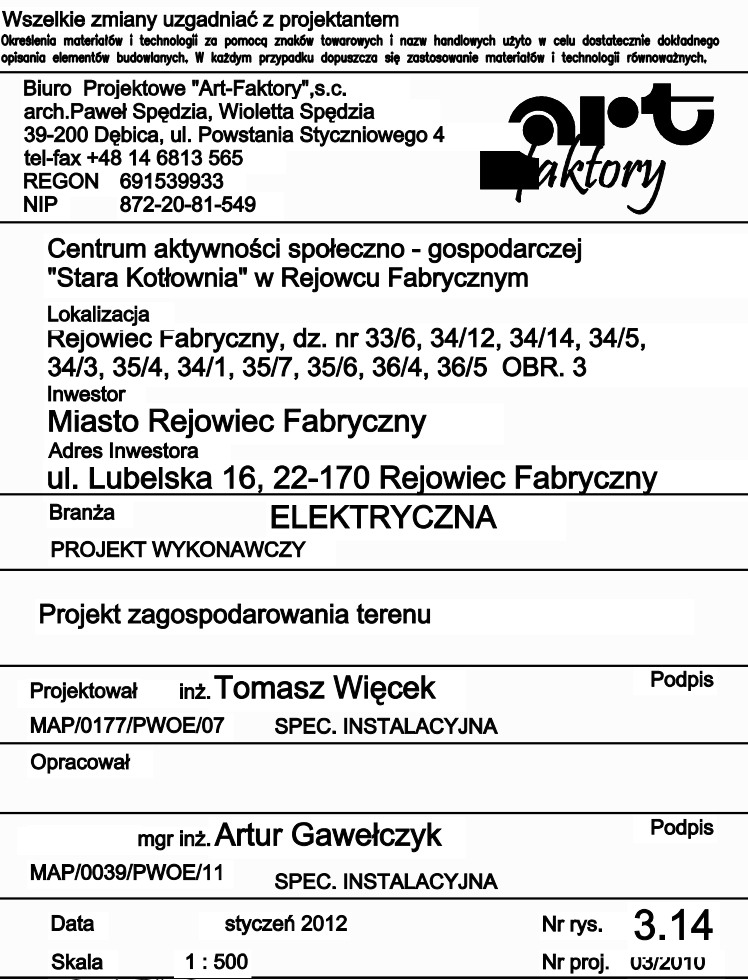 Wszelkie zmiany uzgadniać z projektantem
Określenia materiałów i technologii za pomocą znaków towarowych i nazw handlowych użyto w celu dostatecznie dokładnego
opisania elementów budowlanych. W każdym przypadku dopuszcza się zastosowanie materiałów i technologii równoważnych.
Biuro Projektowe "Art-Faktory",s.c.
arch.Paweł Spędzia, Wioletta Spędzia
39-200 Dębica, ul. Powstania Styczniowego 4
tel-fax +48 14 6813 565
REGON 691539933
NIP 872-20-81-549
art
faktory
Centrum aktywności społeczno - gospodarczej
"Stara Kotłownia" w Rejowcu Fabrycznym
Lokalizacja
Rejowiec Fabryczny, dz. nr 33/6, 34/12, 34/14, 34/5,
34/3, 35/4, 34/1, 35/7, 35/6, 36/4, 36/5 OBR. 3
Inwestor
Miasto Rejowiec Fabryczny
Adres Inwestora
ul. Lubelska 16, 22-170 Rejowiec Fabryczny
Branża ELEKTRYCZNA
PROJEKT WYKONAWCZY
Projekt zagospodarowania terenu
Projektował inż. Tomasz Więcek Podpis
MAP/0177/PWOE/07 SPEC. INSTALACYJNA
Opracował
mgr inż. Artur Gawełczyk Podpis
MAP/0039/PWOE/11 SPEC. INSTALACYJNA
Data styczeń 2012 Nr rys. 3.14
Skala 1 : 500 Nr proj. 03/2010